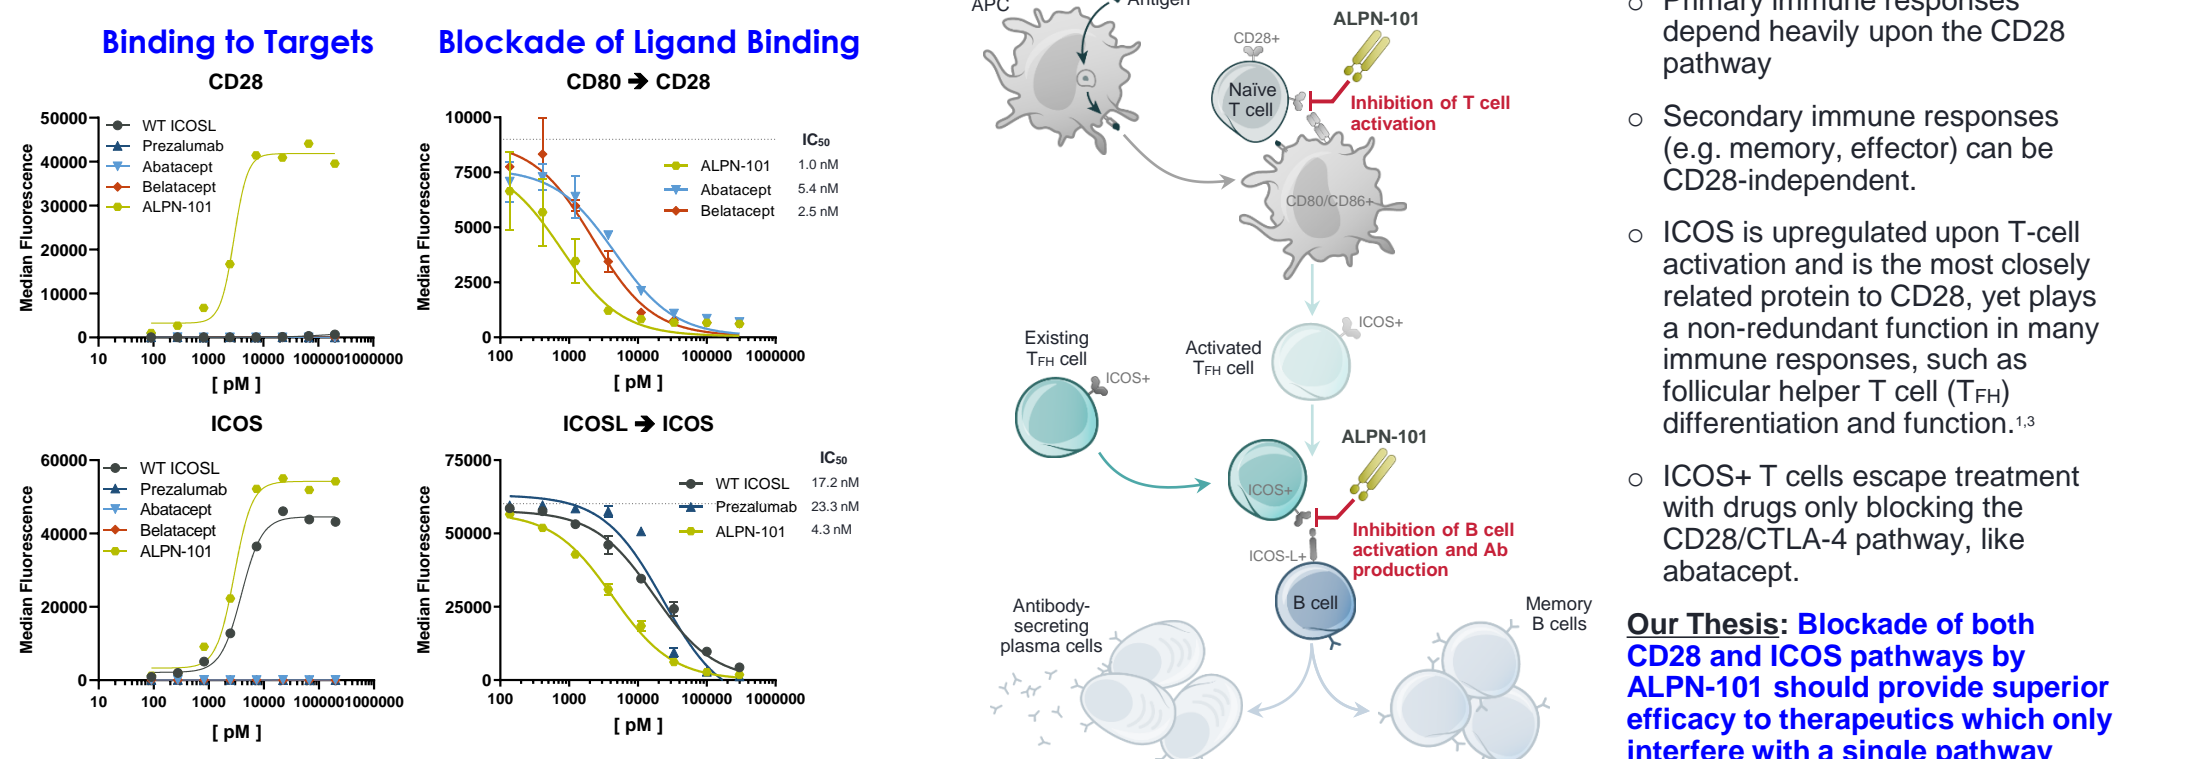 Binding to Targets
CD28
50000
40000
30000
20000
10000
0
Median Fluorescence
WT ICOSL
Prezalumab
Abatacept
Belatacept
ALPN-101
10 100 1000 10000 100000 1000000
[ pM ]
ICOS
60000
40000
20000
0
Median Fluorescence
WT ICOSL
Prezalumab
Abatacept
Belatacept
ALPN-101
10 100 1000 10000 100000 1000000
[ pM ]
Blockade of Ligand Binding
CD80 ➔ CD28
10000
7500
5000
2500
0
Median Fluorescence
IC50
ALPN-101 1.0 nM
Abatacept 5.4 nM
Belatacept 2.5 nM
100 1000 10000 100000 1000000
[ pM ]
ICOSL ➔ ICOS
75000
50000
25000
0
Median Fluorescence
IC50
WT ICOSL 17.2 nM
Prezalumab 23.3 nM
ALPN-101 4.3 nM
100 1000 10000 100000 1000000
[ pM ]
APC
Antigen
ALPN-101
CD28+
Naïve
T cell
Inhibition of T cell
activation
CD80/CD86+
ICOS+
Existing
TFH cell
ICOS+
Activated
TFH cell
ALPN-101
ICOS+
Inhibition of B cell
activation and Ab
production
ICOS-L+
B cell
Antibody-
secreting
plasma cells
Memory
B cells
○ Primary immune responses
depend heavily upon the CD28
pathway
○ Secondary immune responses
(e.g. memory, effector) can be
CD28-independent.
○ ICOS is upregulated upon T-cell
activation and is the most closely
related protein to CD28, yet plays
a non-redundant function in many
immune responses, such as
follicular helper T cell (TFH)
differentiation and function.1,3
○ ICOS+ T cells escape treatment
with drugs only blocking the
CD28/CTLA-4 pathway, like
abatacept.
Our Thesis: Blockade of both
CD28 and ICOS pathways by
ALPN-101 should provide superior
efficacy to therapeutics which only
interfere with a single pathway